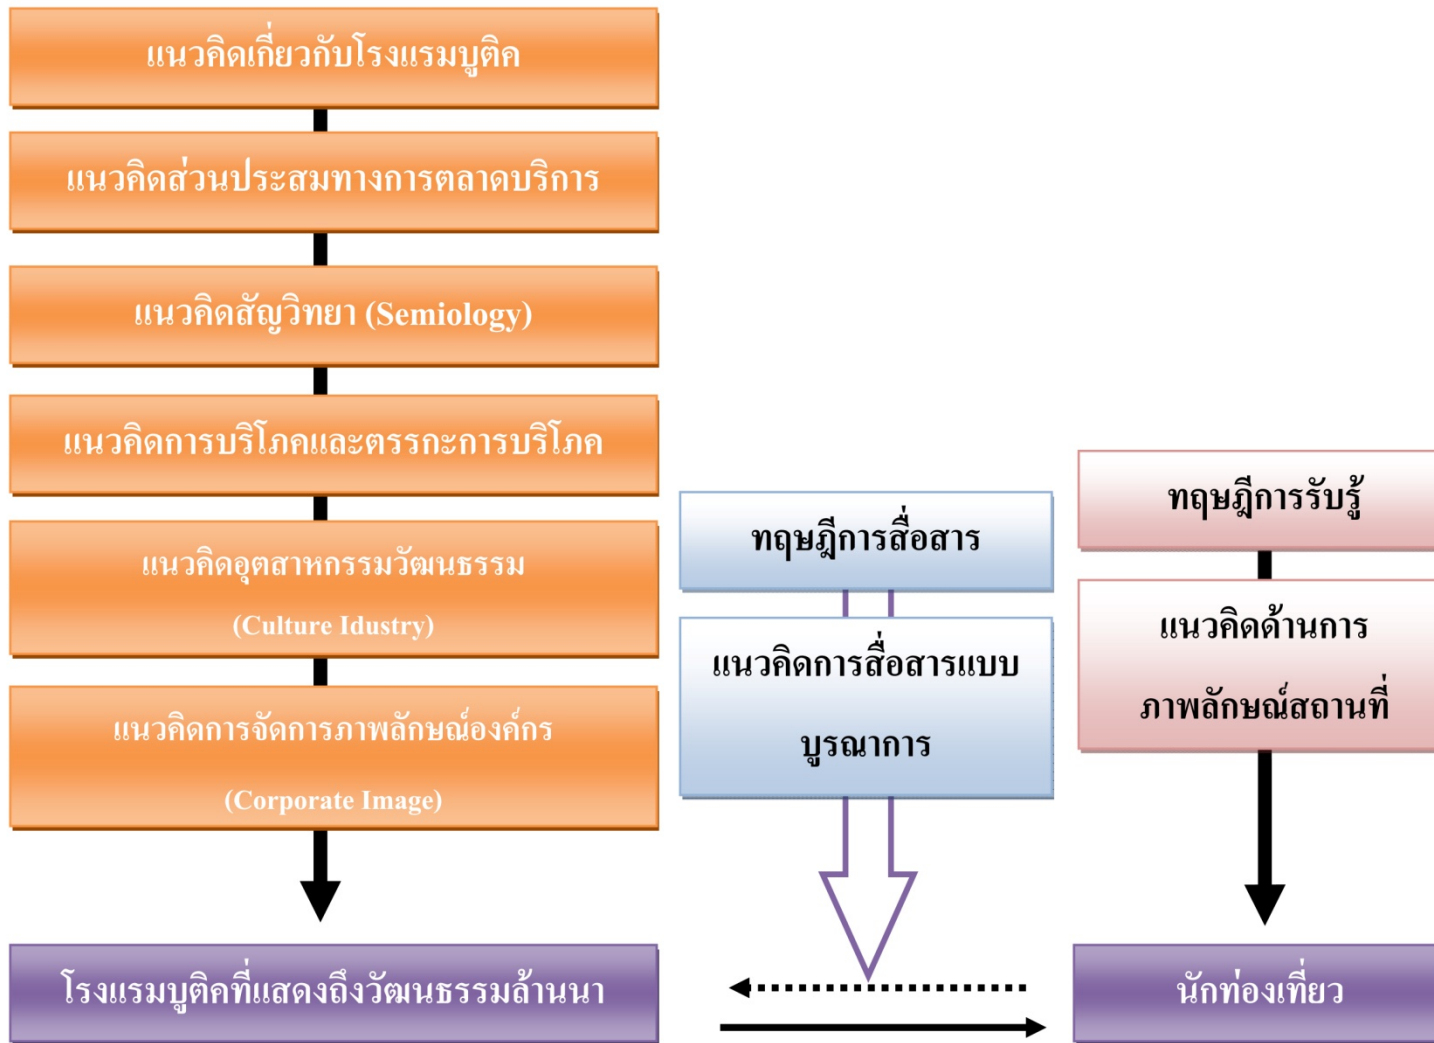 แนวคิดเกี่ยวกับโรงแรมบูติค
แนวคิดส่วนประสมทางการตลาดบริการ
แนวคิดสัญวิทยา (Semiology)
แนวคิดการบริโภคและตรรกะการบริโภค
แนวคิดอุตสาหกรรมวัฒนธรรม
(Culture Idustry)
แนวคิดการจัดการภาพลักษณ์องค์กร
(Corporate Image)
โรงแรมบูติคที่แสดงถึงวัฒนธรรมล้านนา
ทฤษฎีการสื่อสาร
แนวคิดการสื่อสารแบบ
บูรณาการ
ทฤษฎีการรับรู้
แนวคิดด้านการ
ภาพลักษณ์สถานที่
นักท่องเที่ยว